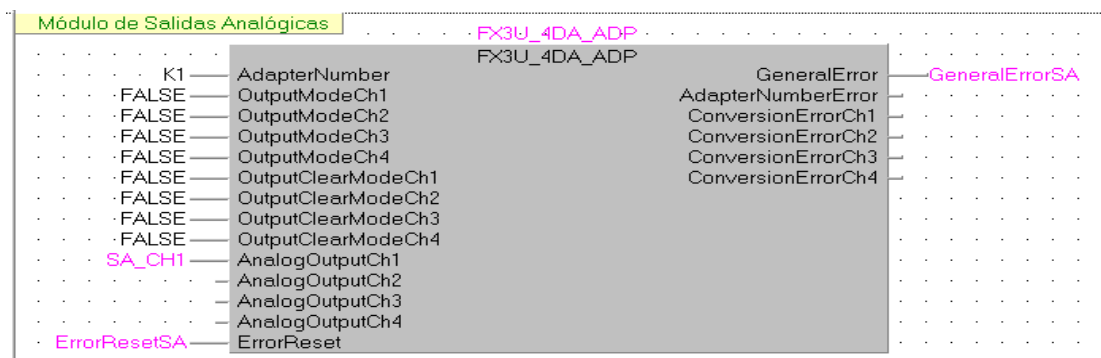 Módulo de Salidas Analógicas
FX3U_4DA_ADP
FX3U_4DA_ADP
K1 AdapterNumber GeneralError GeneralErrorSA
FALSE OutputModeCh1 AdapterNumberError
FALSE OutputModeCh2 ConversionErrorCh1
FALSE OutputModeCh3 ConversionErrorCh2
FALSE OutputModeCh4 ConversionErrorCh3
FALSE OutputClearModeCh1 ConversionErrorCh4
FALSE OutputClearModeCh2
FALSE OutputClearModeCh3
FALSE OutputClearModeCh4
SA_CH1 AnalogOutputCh1
AnalogOutputCh2
AnalogOutputCh3
AnalogOutputCh4
ErrorResetSA ErrorReset